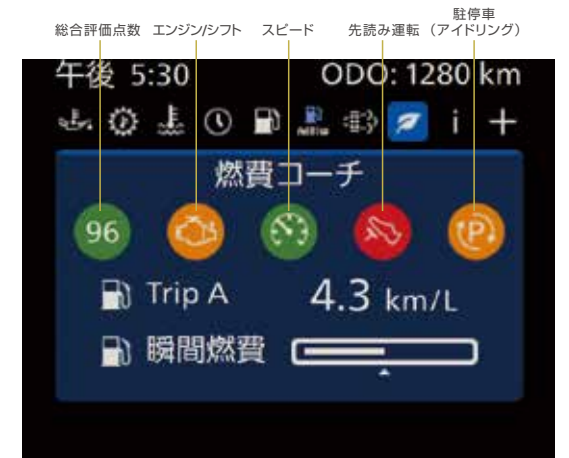 総合評価点数 エンジン/シフト スピード 先読み運転 駐停車
(アイドリング)
午後 5:30 ODO: 1280 km
AdBlue i
燃費コーチ
96 P
Trip A 4.3 km/L
瞬間燃費